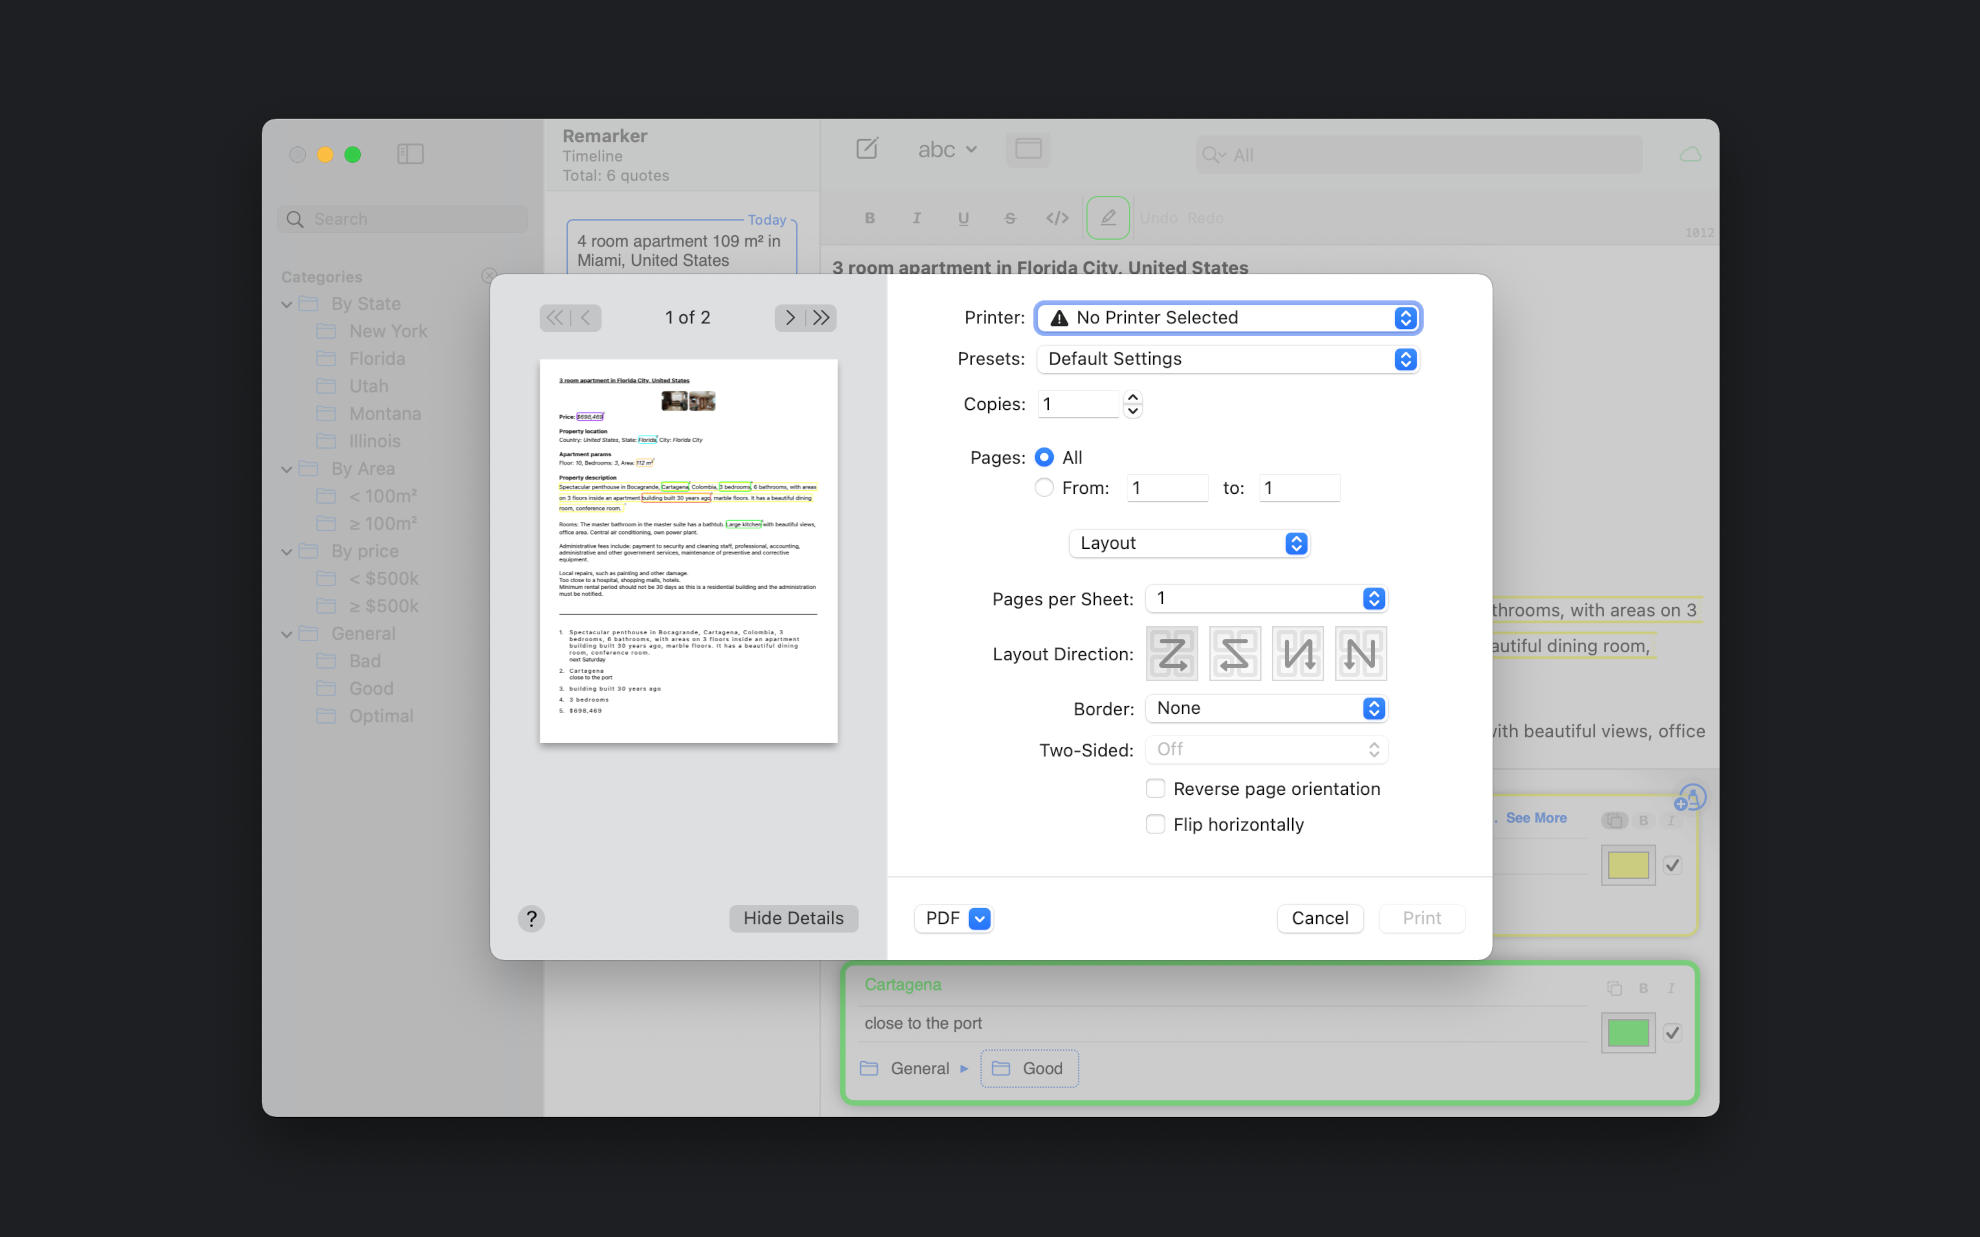 Remarker
Timeline
Total: 6 quotes
abc
All
Search
B I U S </> Undo Redo
1012
Today
4 room apartment 109 m² in
Miami, United States
Categories
By State
New York
Florida
Utah
Montana
Illinois
By Area
< 100m²
≥ 100m²
By price
< $500k
≥ $500k
General
Bad
Good
Optimal
3 room apartment in Florida City, United States
1 of 2
3 room apartment in Florida City, United States
Price: $698,469
Property location
Country: United States, State: Florida, City: Florida City
Apartment params
Floor: 10, Bedrooms: 3, Area: 112 m²
Property description
Spectacular penthouse in Bocagrande, Cartagena, Colombia, 3 bedrooms, 6 bathrooms, with areas
on 3 floors inside an apartment building built 30 years ago, marble floors. It has a beautiful dining
room, conference room.
Rooms: The master bathroom in the master suite has a bathtub. Large kitchen with beautiful views,
office area. Central air conditioning, own power plant.
Administrative fees include: payment to security and cleaning staff, professional, accounting,
administrative and other government services, maintenance of preventive and corrective
equipment.
Local repairs, such as painting and other damage.
Too close to a hospital, shopping malls, hotels.
Minimum rental period should not be 30 days as this is a residential building and the administration
must be notified.
1. Spectacular penthouse in Bocagrande, Cartagena, Colombia, 3
bedrooms, 6 bathrooms, with areas on 3 floors inside an apartment
building built 30 years ago, marble floors. It has a beautiful dining
room, conference room.
next Saturday
2. Cartagena
close to the port
3. building built 30 years ago
4. 3 bedrooms
5. $698,469
? Hide Details
Printer: No Printer Selected
Presets: Default Settings
Copies: 1
Pages: All
From: 1 to: 1
Layout
Pages per Sheet: 1
Layout Direction:
Border: None
Two-Sided: Off
Reverse page orientation
Flip horizontally
PDF Cancel Print
throoms, with areas on 3
autiful dining room,
with beautiful views, office
. See More
B I
Cartagena
B I
close to the port
General ▸ Good